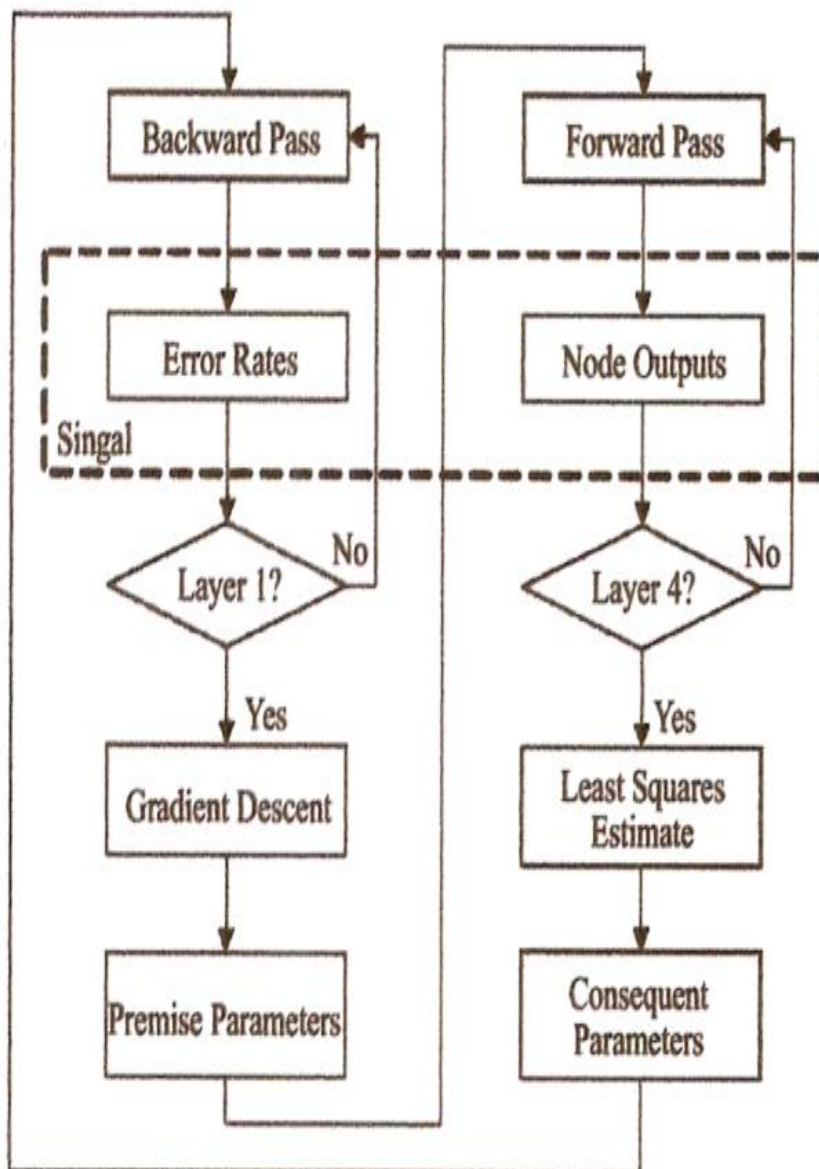 Backward Pass
Error Rates
Singal
Layer 1?
No
Yes
Gradient Descent
Premise Parameters
Forward Pass
Node Outputs
Layer 4?
No
Yes
Least Squares
Estimate
Consequent
Parameters